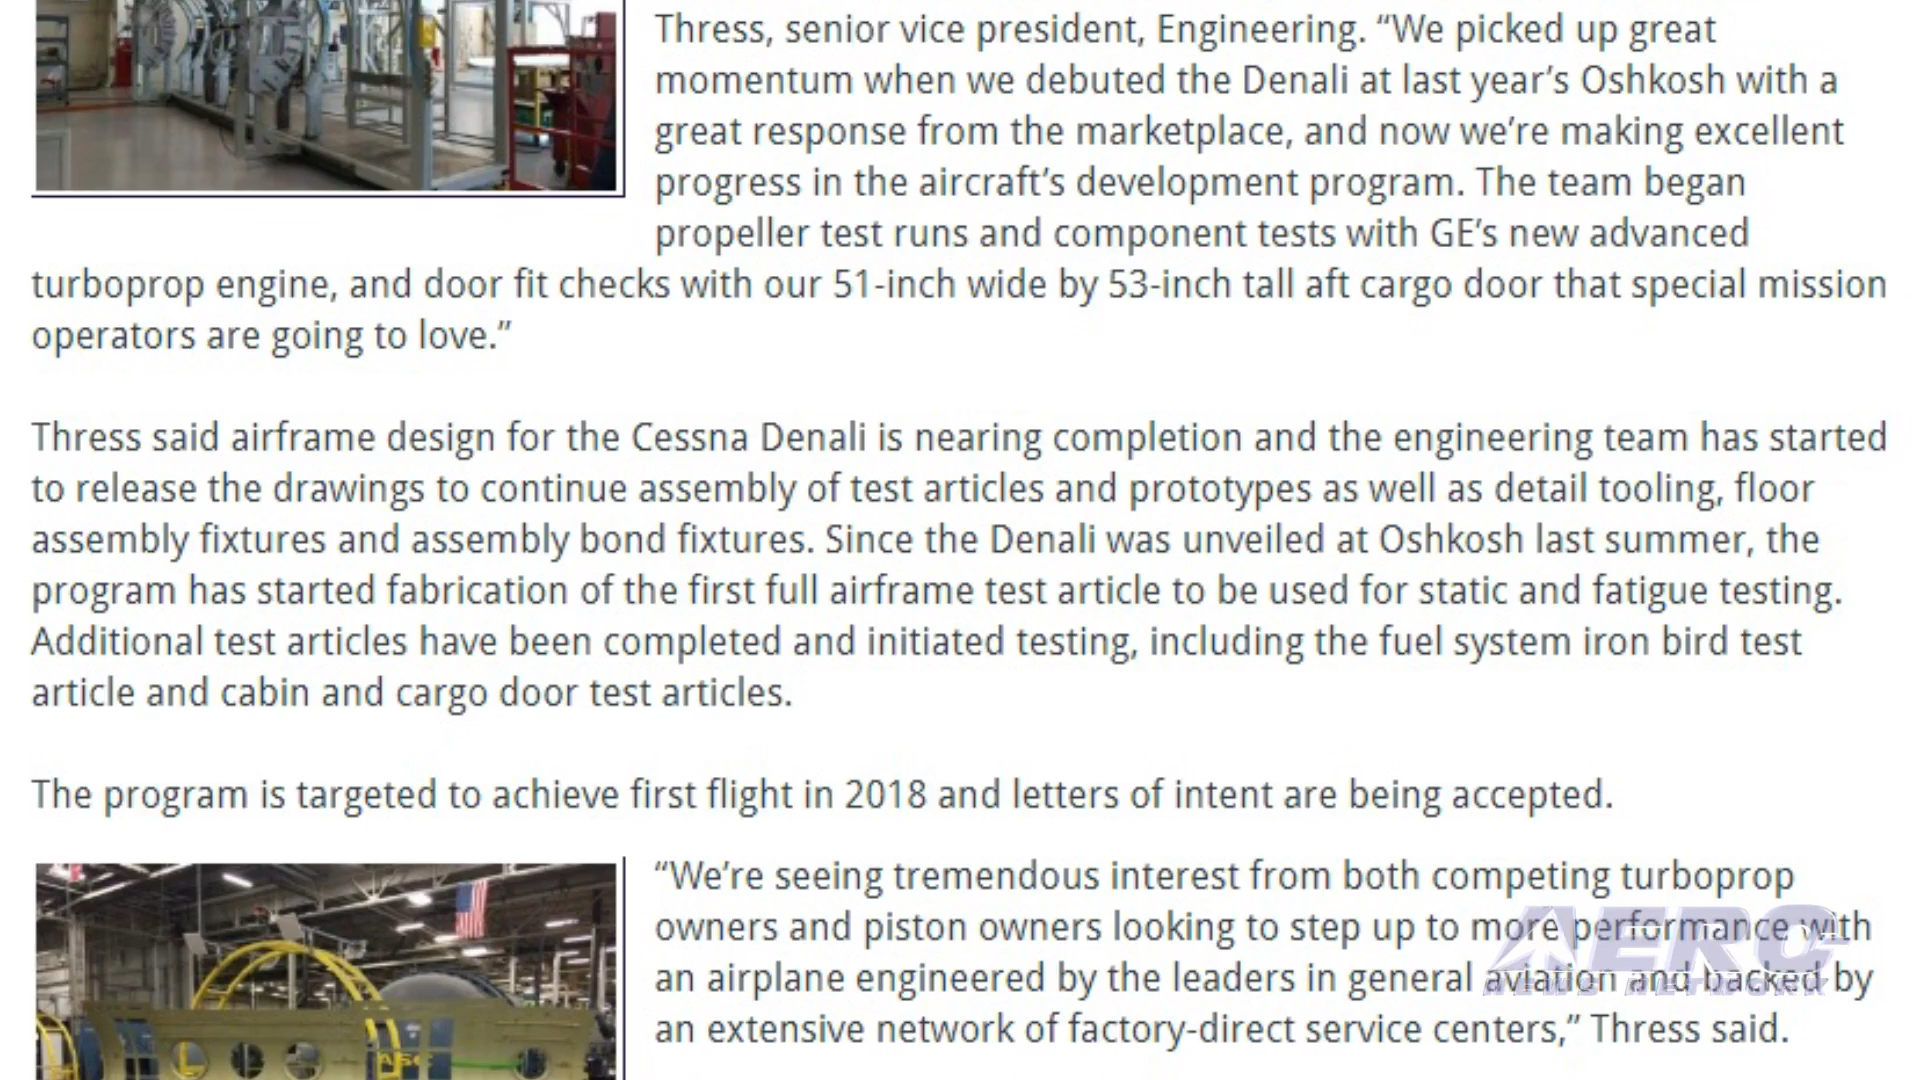 Thress, senior vice president, Engineering. “We picked up great
momentum when we debuted the Denali at last year’s Oshkosh with a
great response from the marketplace, and now we’re making excellent
progress in the aircraft’s development program. The team began
propeller test runs and component tests with GE’s new advanced
turboprop engine, and door fit checks with our 51-inch wide by 53-inch tall aft cargo door that special mission
operators are going to love.”
Thress said airframe design for the Cessna Denali is nearing completion and the engineering team has started
to release the drawings to continue assembly of test articles and prototypes as well as detail tooling, floor
assembly fixtures and assembly bond fixtures. Since the Denali was unveiled at Oshkosh last summer, the
program has started fabrication of the first full airframe test article to be used for static and fatigue testing.
Additional test articles have been completed and initiated testing, including the fuel system iron bird test
article and cabin and cargo door test articles.
The program is targeted to achieve first flight in 2018 and letters of intent are being accepted.
“We’re seeing tremendous interest from both competing turboprop
owners and piston owners looking to step up to more performance with
an airplane engineered by the leaders in general aviation and backed by
an extensive network of factory-direct service centers,” Thress said.
AERO
NEWS NETWORK